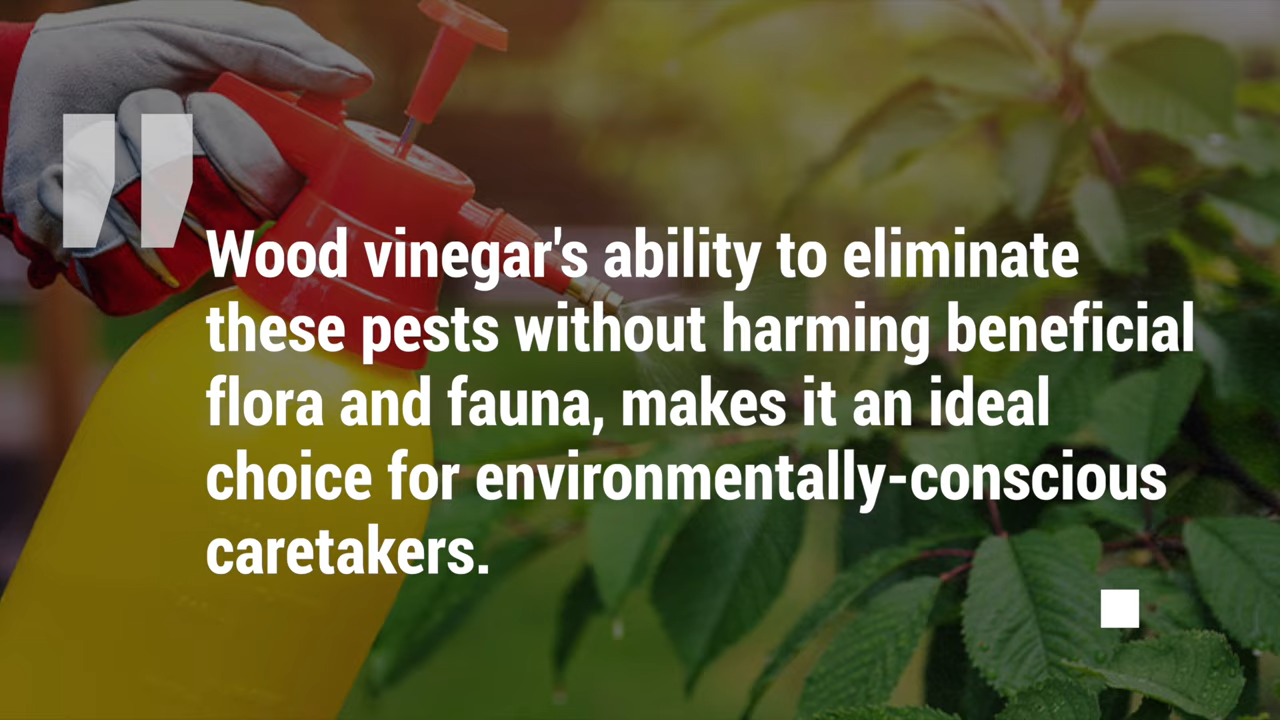 Wood vinegar's ability to eliminate
these pests without harming beneficial
flora and fauna, makes it an ideal
choice for environmentally-conscious
caretakers.